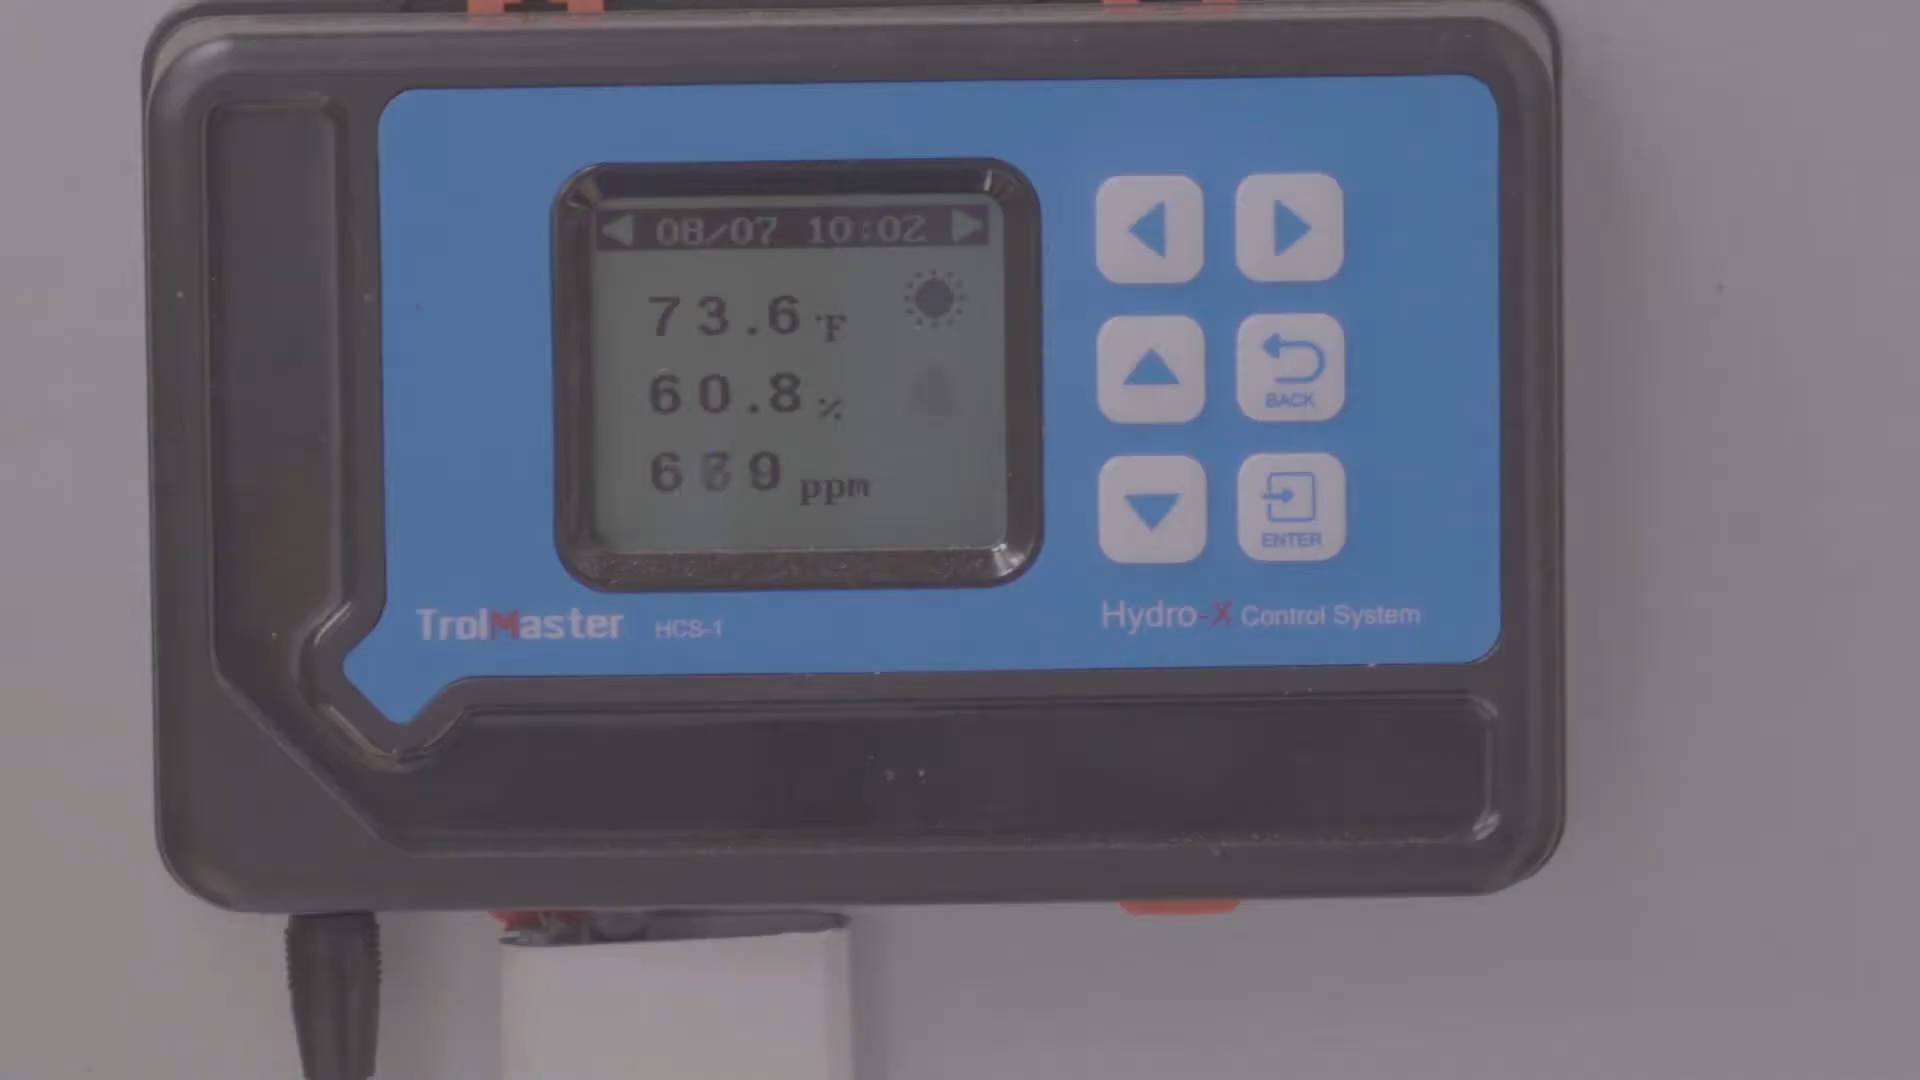 08/07 10:02
73.6 °F
60.8 %
ppm
BACK
ENTER
TrolMaster HCS-1
Hydro-X Control System